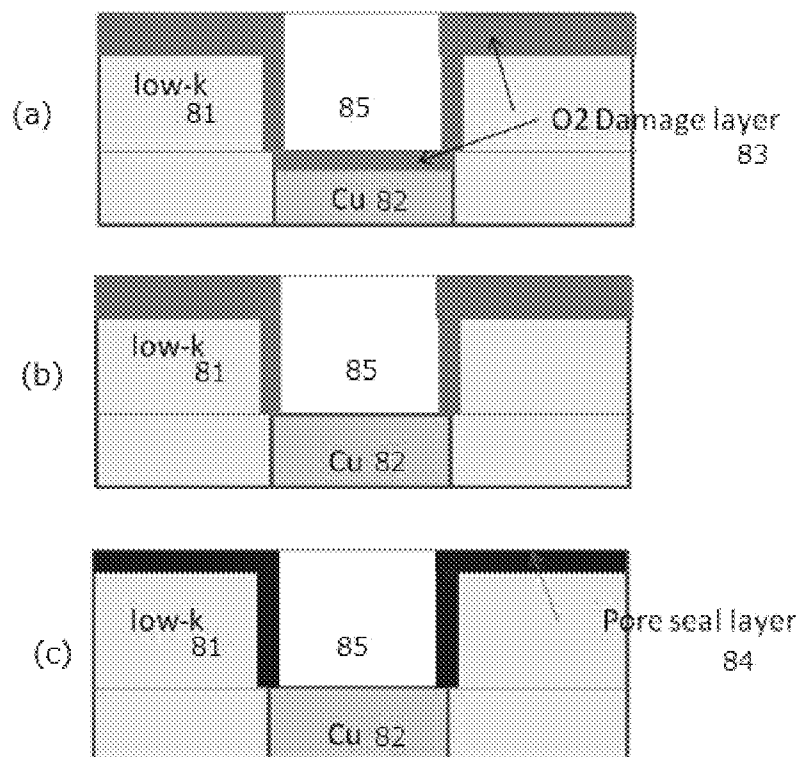 low-k
81
85
(a)
O2 Damage layer
83
Cu 82
low-k
81
85
(b)
Cu 82
low-k
81
85
Pore seal layer
84
(c)
Cu 82